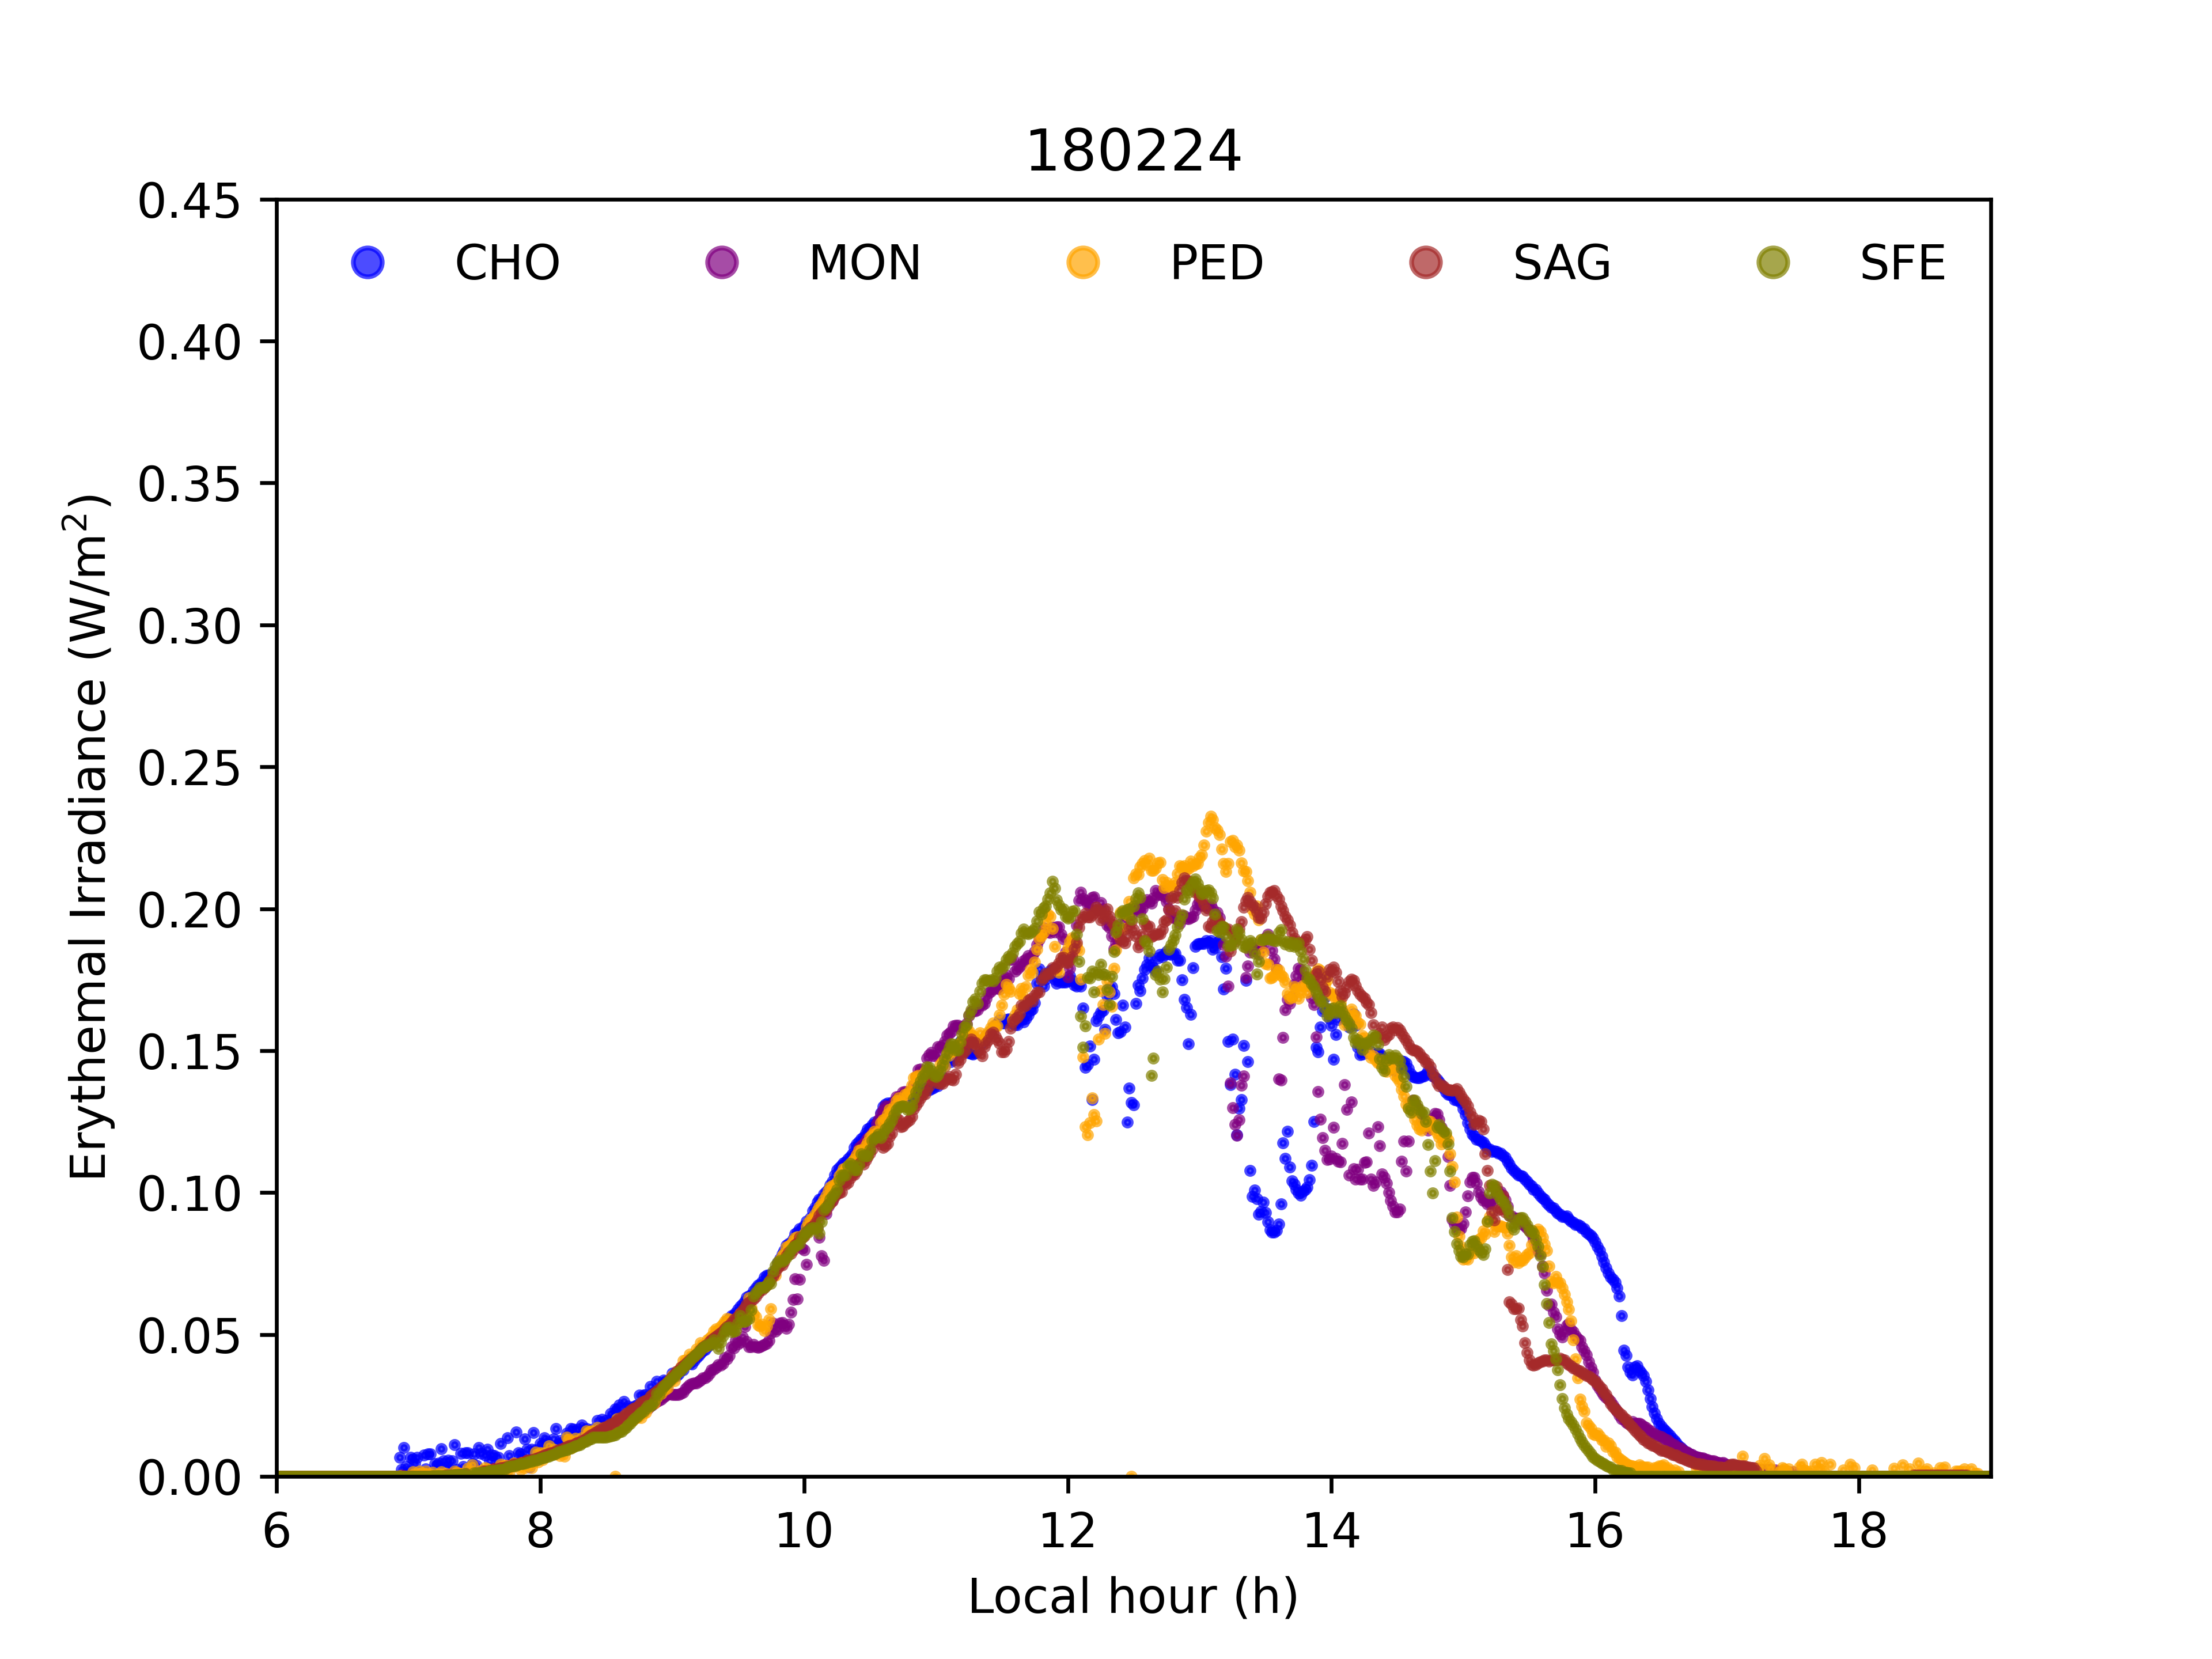 180224
CHO MON PED SAG SFE
Erythemal Irradiance (W/m²)
0.45
0.40
0.35
0.30
0.25
0.20
0.15
0.10
0.05
0.00
6 8 10 12 14 16 18
Local hour (h)